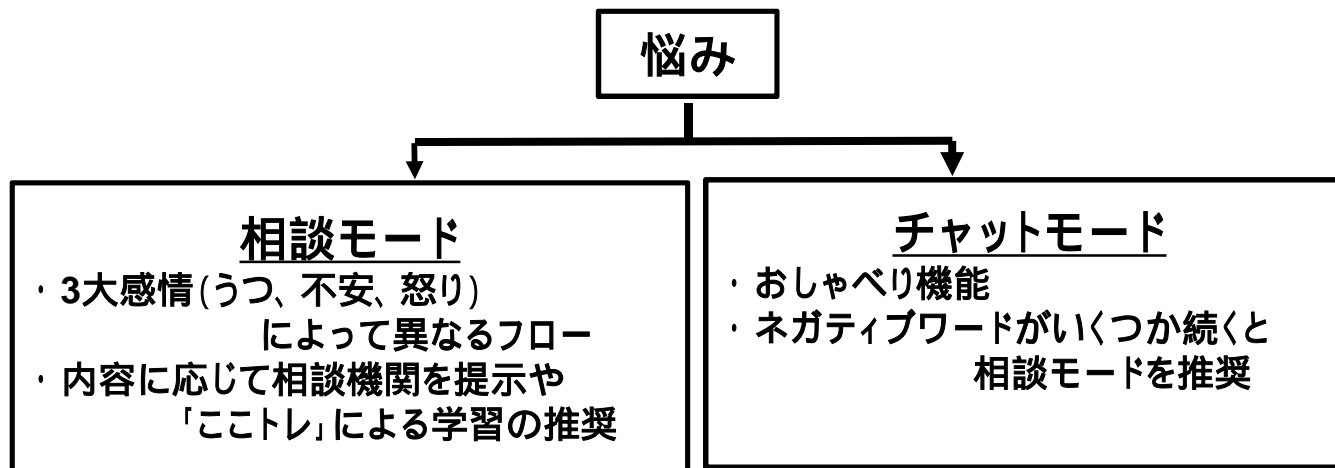 悩み
相談モード
・3大感情(うつ、不安、怒り)
によって異なるフロー
・内容に応じて相談機関を提示や
「ここトレ」による学習の推奨
チャットモード
・おしゃべり機能
・ネガティブワードがいくつか続くと
相談モードを推奨